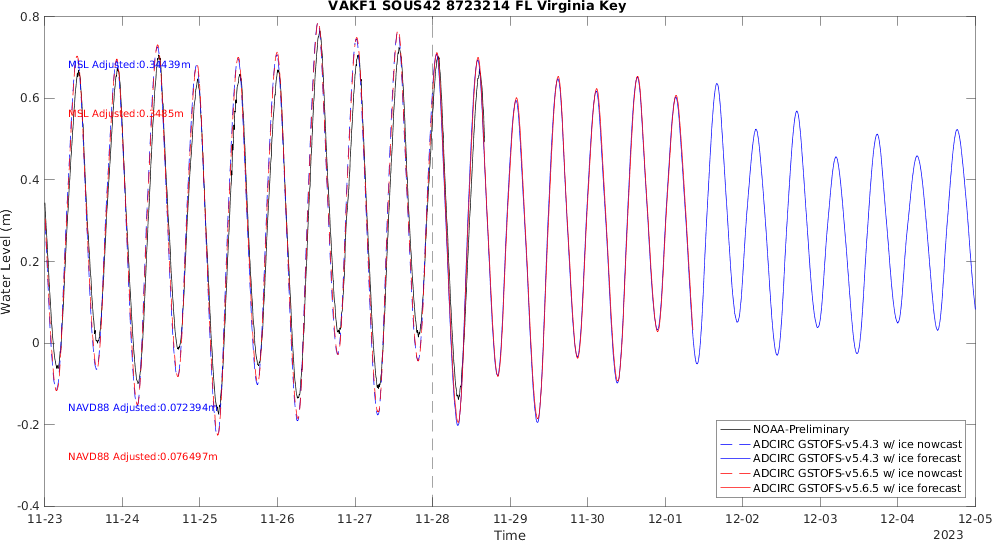 VAKF1 SOUS42 8723214 FL Virginia Key
0.8
0.6
0.4
0.2
0
-0.2
-0.4
Water Level (m)
MSL Adjusted:0.34439m
MSL Adjusted:0.3435m
NAVD88 Adjusted:0.072394m
NAVD88 Adjusted:0.076497m
NOAA-Preliminary
ADCIRC GSTOFS-v5.4.3 w/ ice nowcast
ADCIRC GSTOFS-v5.4.3 w/ ice forecast
ADCIRC GSTOFS-v5.6.5 w/ ice nowcast
ADCIRC GSTOFS-v5.6.5 w/ ice forecast
11-23 11-24 11-25 11-26 11-27 11-28 11-29 11-30 12-01 12-02 12-03 12-04 12-05
Time
2023